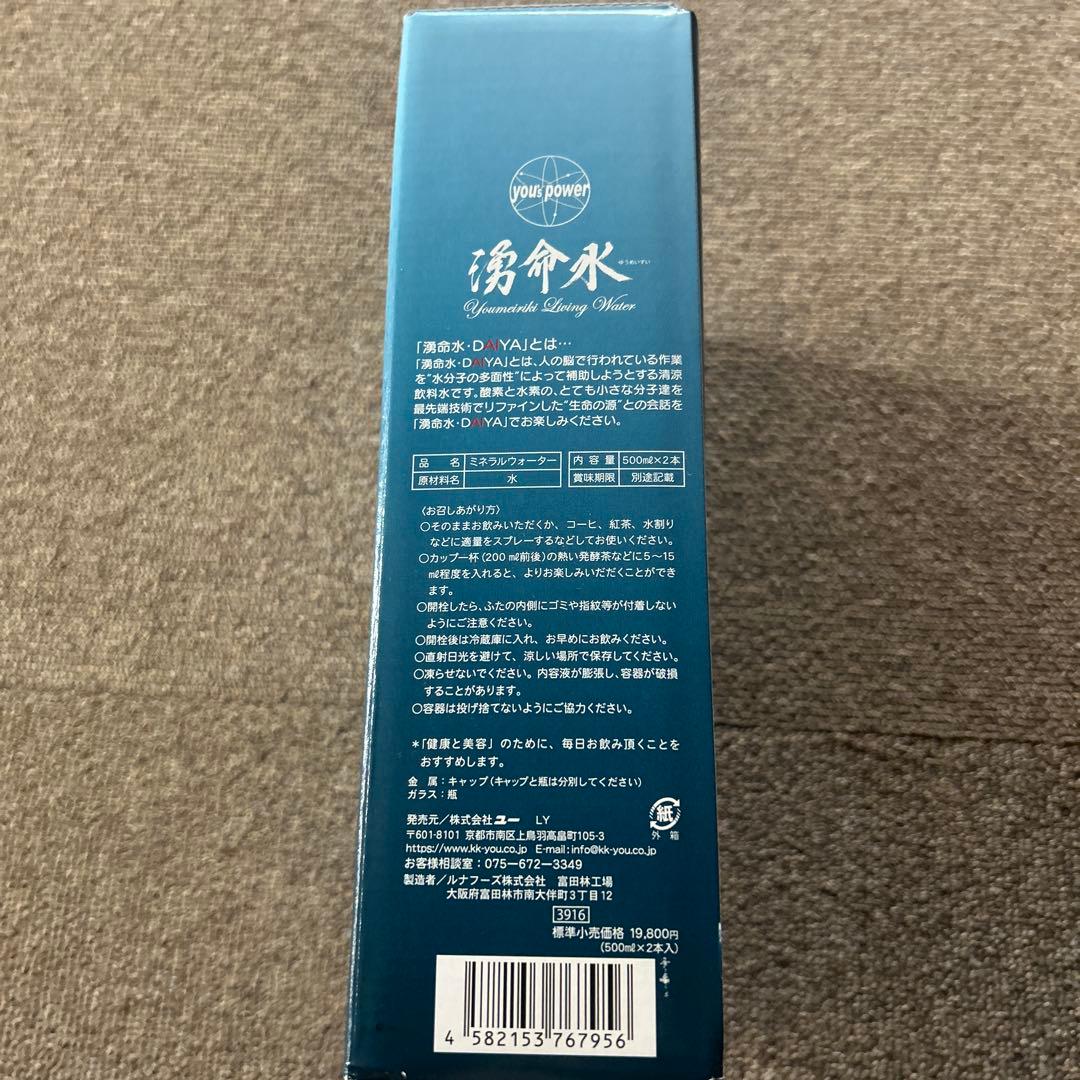 you's power
湧命水
ゆうめいすい
Youmeiriki Living Water
「湧命水・DAIYA」とは…
「湧命水・DAIYA」とは、人の脳で行われている作業
を“水分子の多面性”によって補助しようとする清涼
飲料水です。酸素と水素の、とても小さな分子達を
最先端技術でリファインした“生命の源”との会話を
「湧命水・DAIYA」でお楽しみください。
品 名 ミネラルウォーター 内容量 500㎖×2本
原材料名 水 賞味期限 別途記載
〈お召しあがり方〉
○そのままお飲みいただくか、コーヒ、紅茶、水割り
などに適量をスプレーするなどしてお使いください。
○カップ一杯(200㎖前後)の熱い発酵茶などに5〜15
㎖程度を入れると、よりお楽しみいだだくことができ
ます。
○開栓したら、ふたの内側にゴミや指紋等が付着しない
ようにご注意ください。
○開栓後は冷蔵庫に入れ、お早めにお飲みください。
○直射日光を避けて、涼しい場所で保存してください。
○凍らせないでください。内容液が膨張し、容器が破損
することがあります。
○容器は投げ捨てないようにご協力ください。
*「健康と美容」のために、毎日お飲み頂くことを
おすすめします。
金 属：キャップ(キャップと瓶は分別してください)
ガラス：瓶
紙
外箱
発売元／株式会社ユー LY
〒601-8101 京都市南区上鳥羽高畠町105-3
https://www.kk-you.co.jp E-mail:info@kk-you.co.jp
お客様相談室：075-672-3349
製造者／ルナフーズ株式会社 富田林工場
大阪府富田林市南大伴町3丁目12
3916
標準小売価格 19,800円
(500㎖×2本入)
4 582153 767956